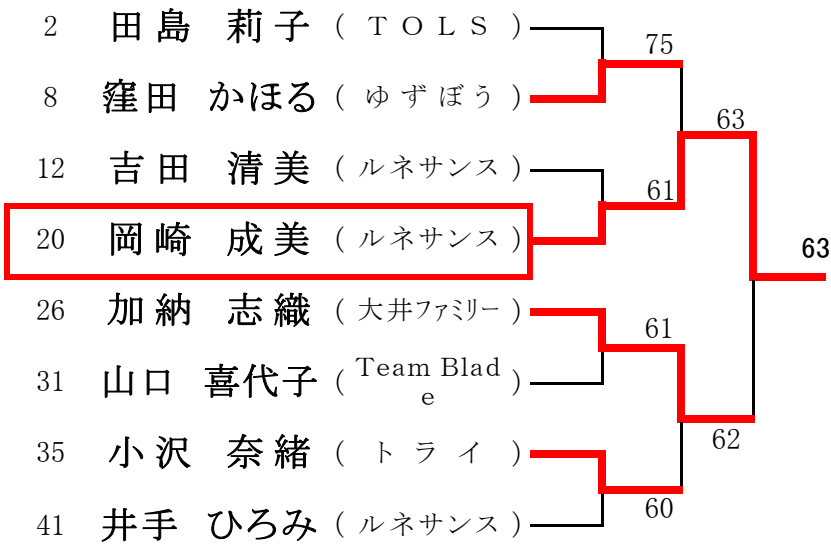 2 田島 莉子 ( TOLS )
75
8 窪田 かほる ( ゆずぼう )
63
12 吉田 清美 ( ルネサンス )
61
20 岡崎 成美 ( ルネサンス )
63
26 加納 志織 ( 大井ファミリー )
61
31 山口 喜代子 ( Team Blad
e )
62
35 小沢 奈緒 ( トライ )
60
41 井手 ひろみ ( ルネサンス )